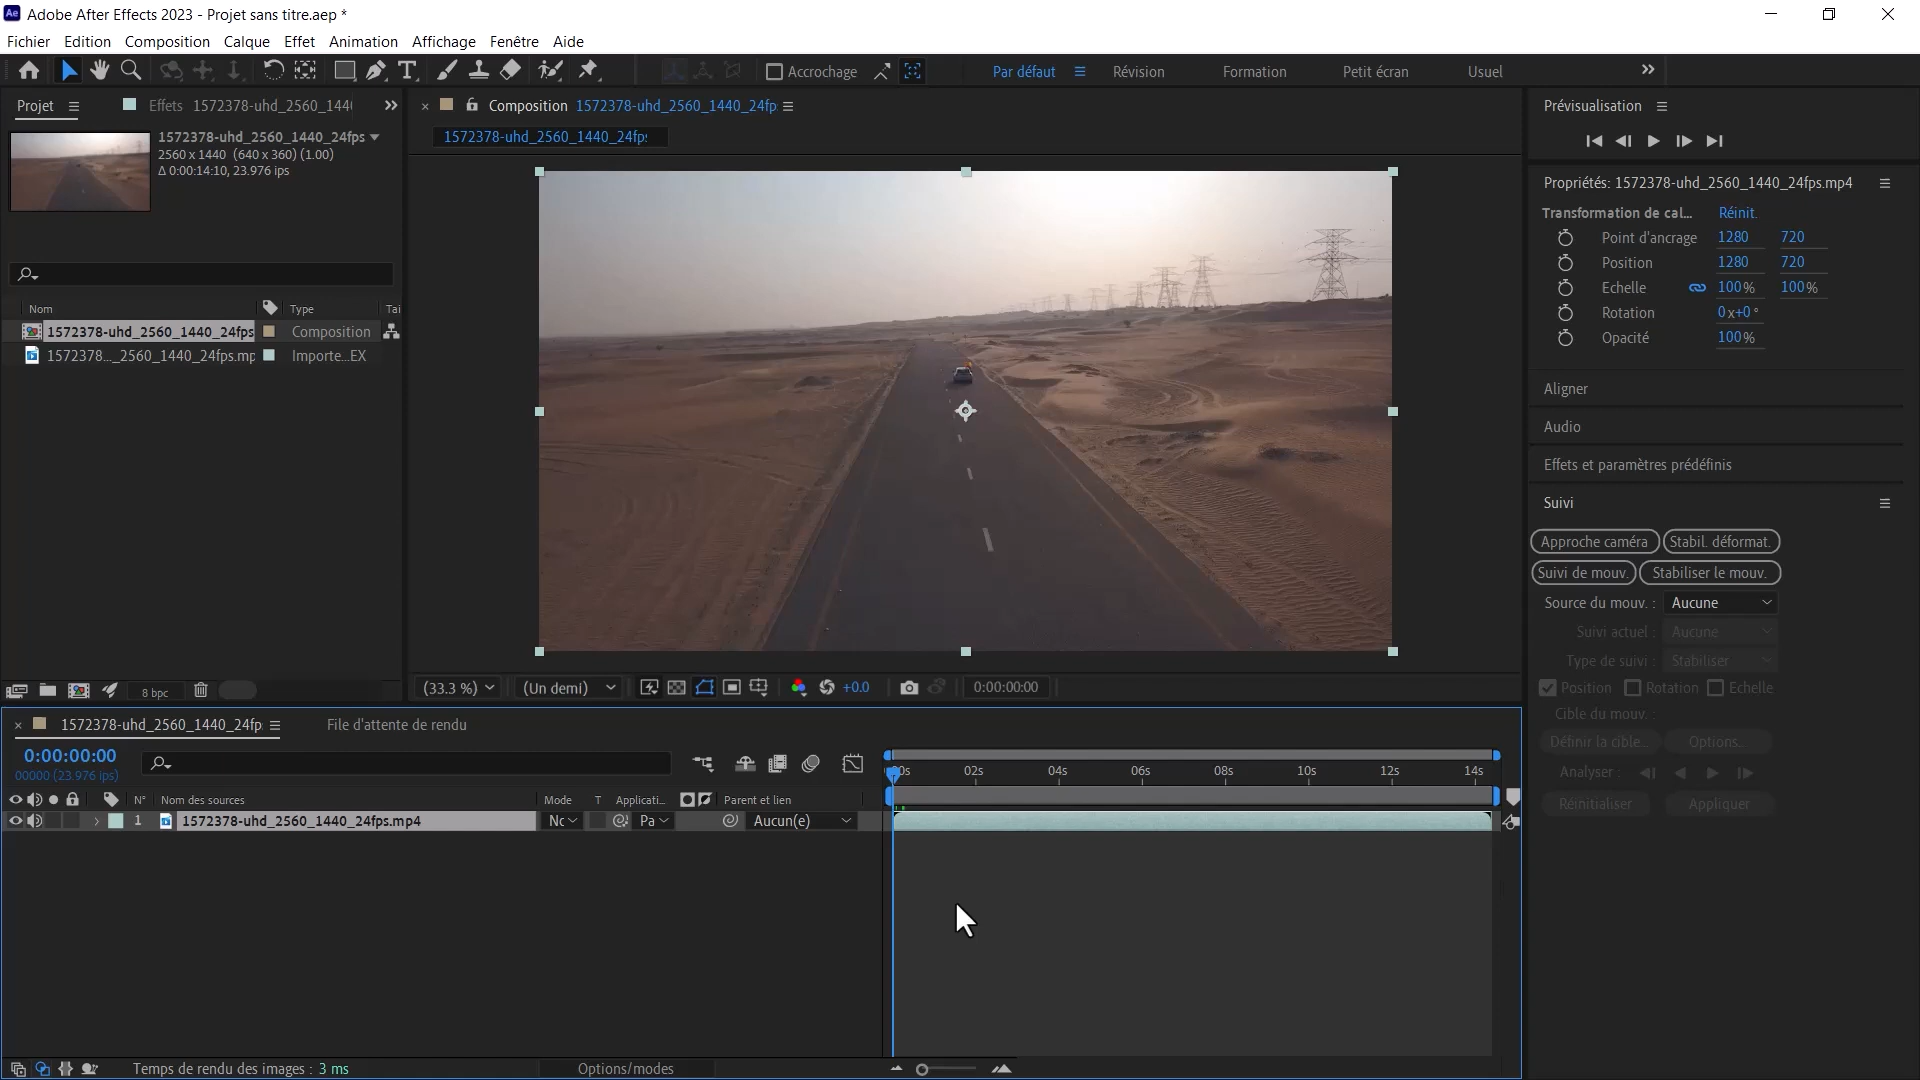 Adobe After Effects 2023 - Projet sans titre.aep *
Fichier Edition Composition Calque Effet Animation Affichage Fenêtre Aide
Accrochage Par défaut Révision Formation Petit écran Usuel
Projet Effets 1572378-uhd_2560_144
1572378-uhd_2560_1440_24fps
2560 x 1440 (640 x 360) (1.00)
Δ 0:00:14:10, 23.976 ips
Nom Type Tai
1572378-uhd_2560_1440_24fps Composition
1572378..._2560_1440_24fps.mp Importe...EX
8 bpc
Composition 1572378-uhd_2560_1440_24fp
1572378-uhd_2560_1440_24fp
(33.3 %) (Un demi) +0.0 0:00:00:00
Prévisualisation
Propriétés: 1572378-uhd_2560_1440_24fps.mp4
Transformation de cal... Réinit.
Point d'ancrage 1280 720
Position 1280 720
Echelle 100% 100%
Rotation 0x+0°
Opacité 100%
Aligner
Audio
Effets et paramètres prédéfinis
Suivi
Approche caméra Stabil. déformat.
Suivi de mouv. Stabiliser le mouv.
Source du mouv. : Aucune
Suivi actuel : Aucune
Type de suivi : Stabiliser
Position Rotation Echelle
Cible du mouv. :
Définir la cible... Options...
Analyser :
Réinitialiser Appliquer
1572378-uhd_2560_1440_24fp File d'attente de rendu
0:00:00:00
00000 (23.976 ips)
00s 02s 04s 06s 08s 10s 12s 14s
N° Nom des sources Mode T Applicati... Parent et lien
1 1572378-uhd_2560_1440_24fps.mp4 Nc Pa Aucun(e)
Temps de rendu des images : 3 ms Options/modes